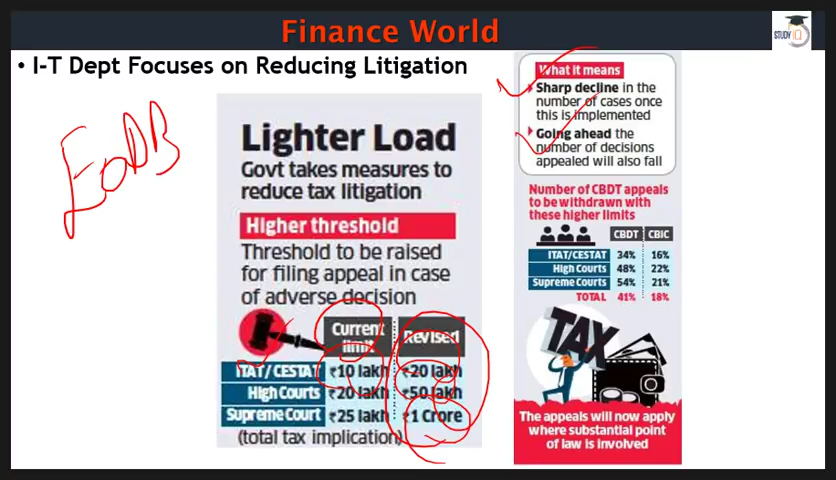 Finance World
STUDY IQ
• I-T Dept Focuses on Reducing Litigation
EODB
Lighter Load
Govt takes measures to
reduce tax litigation
Higher threshold
Threshold to be raised
for filing appeal in case
of adverse decision
Current limit Revised
ITAT/CESTAT ₹10 lakh ₹20 lakh
High Courts ₹20 lakh ₹50 lakh
Supreme Court ₹25 lakh ₹1 Crore
(total tax implication)
What it means
Sharp decline in the
number of cases once
this is implemented
Going ahead the
number of decisions
appealed will also fall
Number of CBDT appeals
to be withdrawn with
these higher limits
CBDT CBIC
ITAT/CESTAT 34% 16%
High Courts 48% 22%
Supreme Courts 54% 21%
TOTAL 41% 18%
TAX
The appeals will now apply
where substantial point
of law is involved